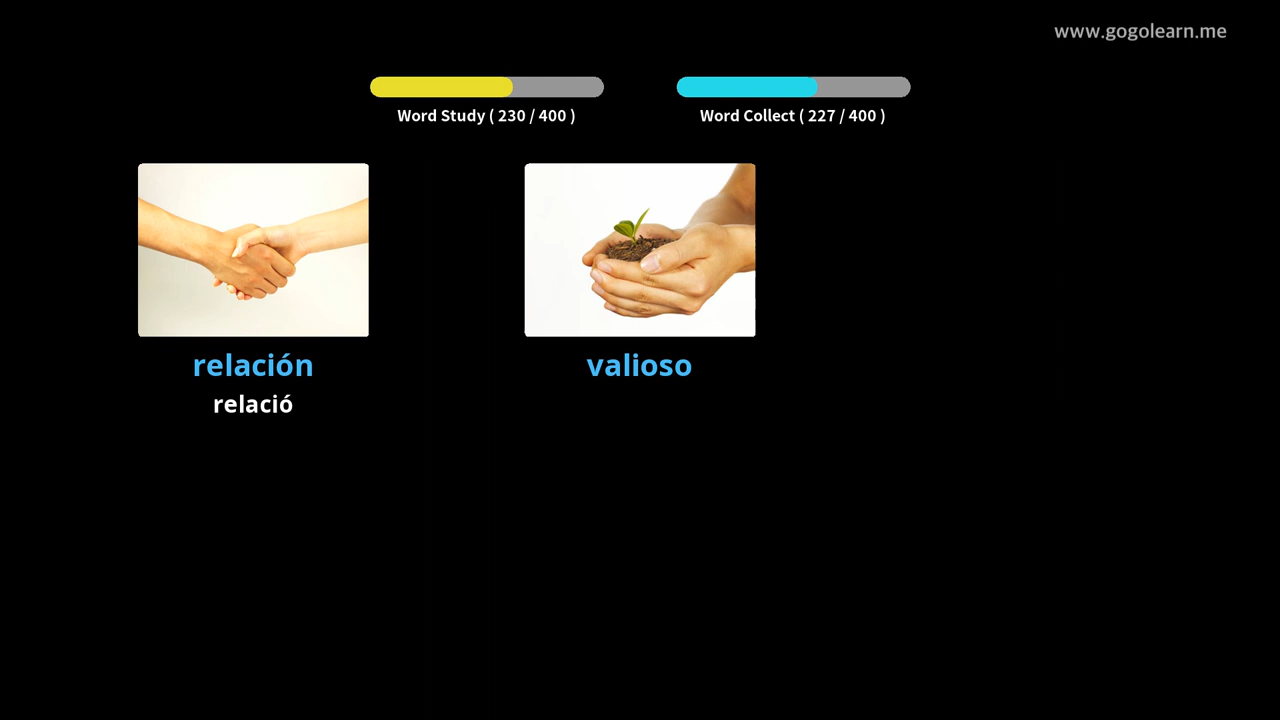 www.gogolearn.me
Word Study ( 230 / 400 )
Word Collect ( 227 / 400 )
relación
relació
valioso